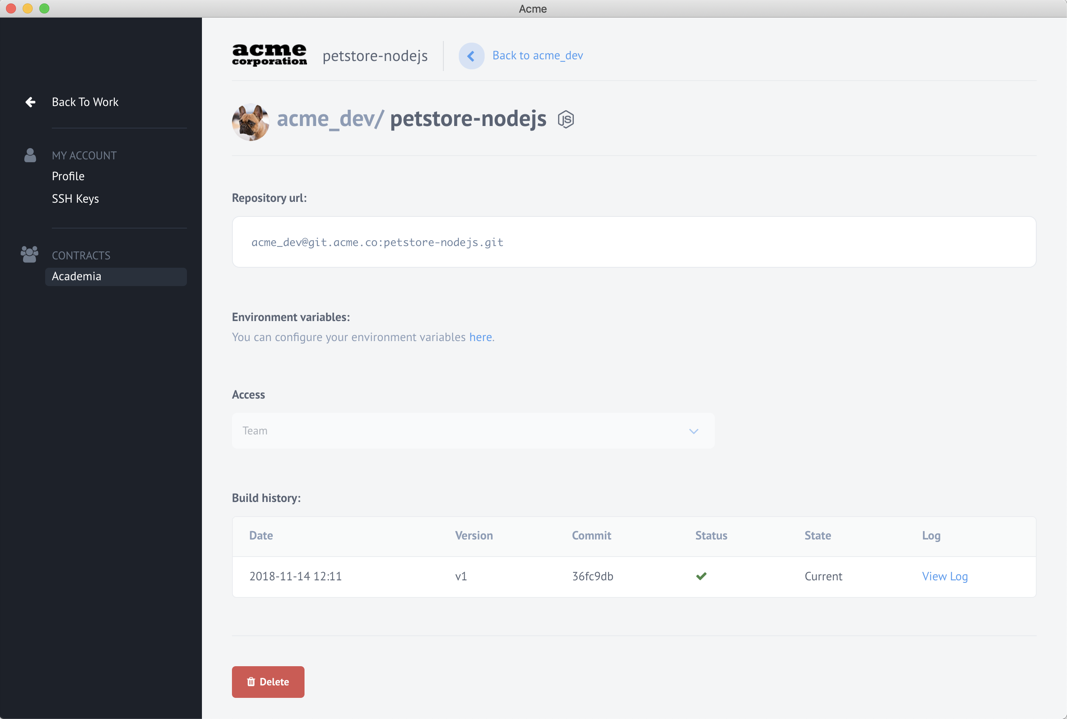 Acme
acme corporation
petstore-nodejs
Back to acme_dev
Back To Work
MY ACCOUNT
Profile
SSH Keys
CONTRACTS
Academia
acme_dev/ petstore-nodejs
JS
Repository url:
acme_dev@git.acme.co:petstore-nodejs.git
Environment variables:
You can configure your environment variables here.
Access
Team
Build history:
Date Version Commit Status State Log
2018-11-14 12:11 v1 36fc9db Current View Log
Delete